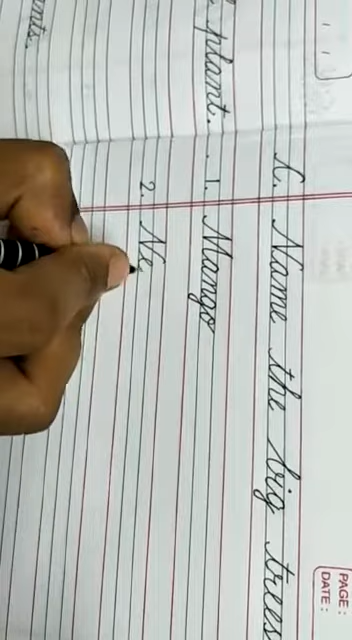 plant.
PAGE:
DATE:
C. Name the big trees
1. Mango
2. Ne